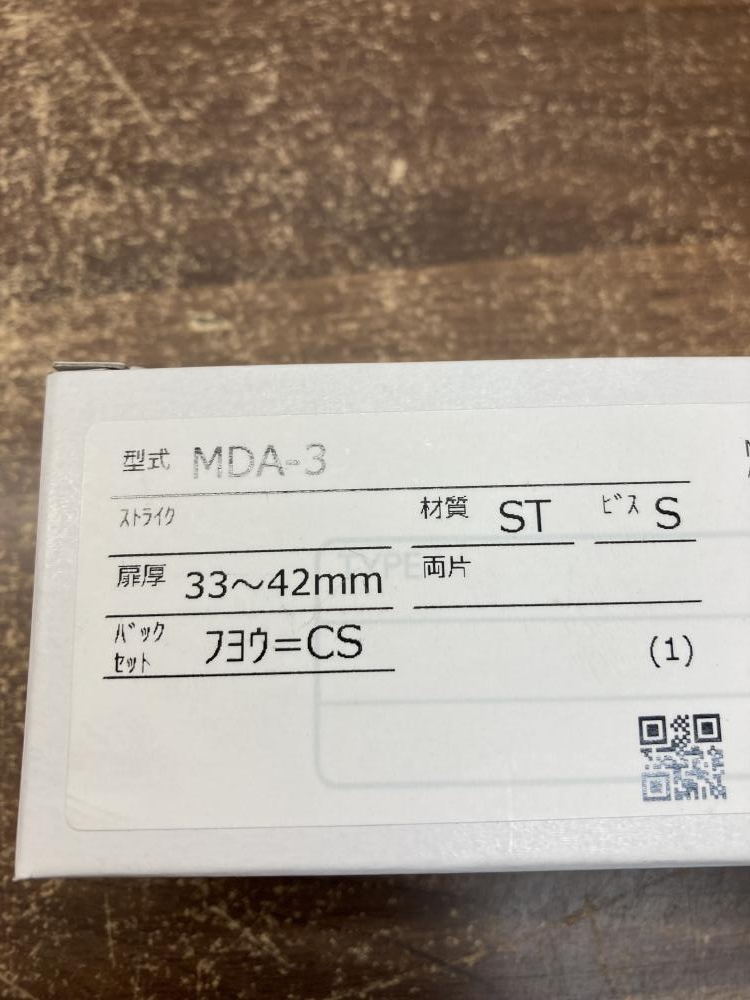 型式 MDA-3
ｽﾄﾗｲｸ 材質 ST ﾋﾞｽ S
TYPE
扉厚 33～42mm 両片
ﾊﾞｯｸ
ｾｯﾄ ﾌﾖｳ=CS (1)